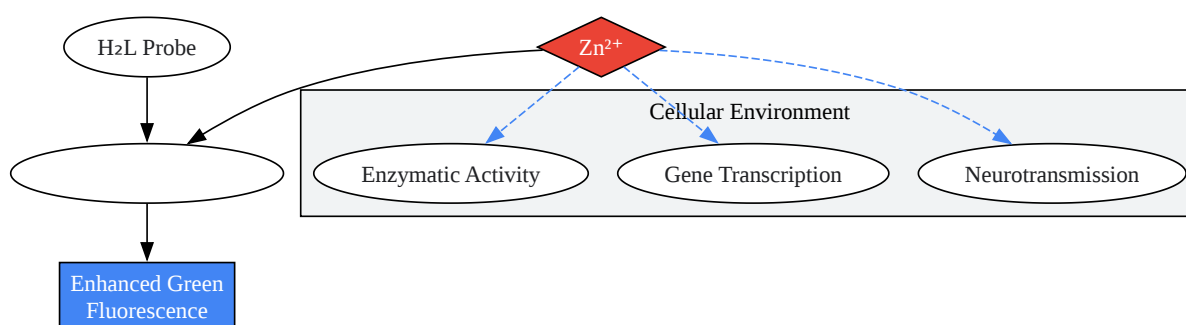 H₂L Probe
Zn²⁺
Cellular Environment
Enzymatic Activity
Gene Transcription
Neurotransmission
Enhanced Green
Fluorescence